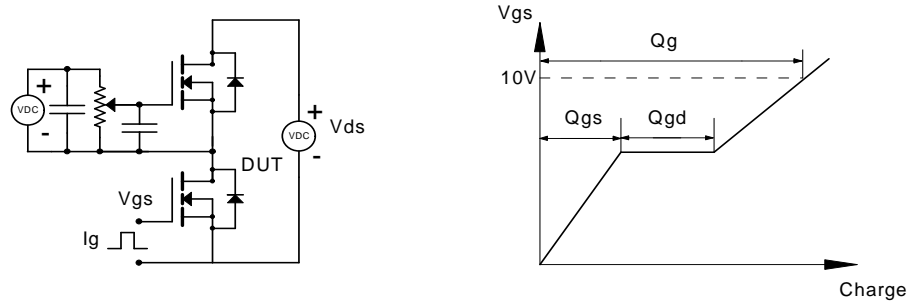 +
VDC
-
+
VDC
-
Vds
DUT
Vgs
Ig
Vgs
Qg
10V
Qgs
Qgd
Charge